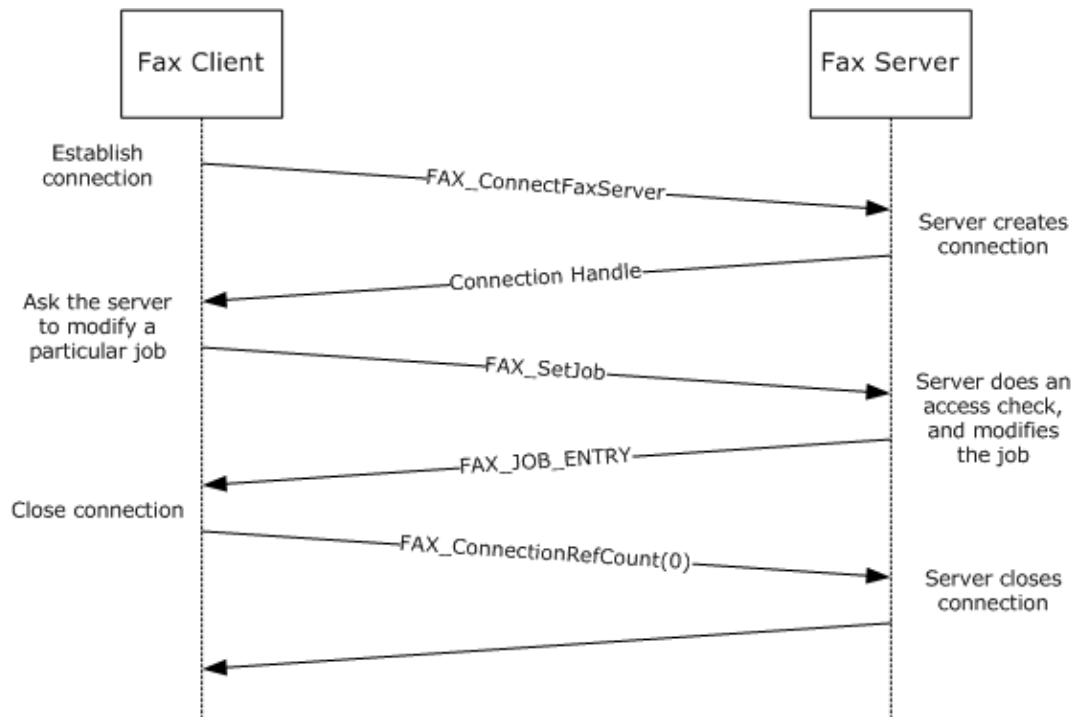 Fax Client
Fax Server
Establish
connection
FAX_ConnectFaxServer
Server creates
connection
Connection Handle
Ask the server
to modify a
particular job
FAX_SetJob
Server does an
access check,
and modifies
the job
FAX_JOB_ENTRY
Close connection
FAX_ConnectionRefCount(0)
Server closes
connection